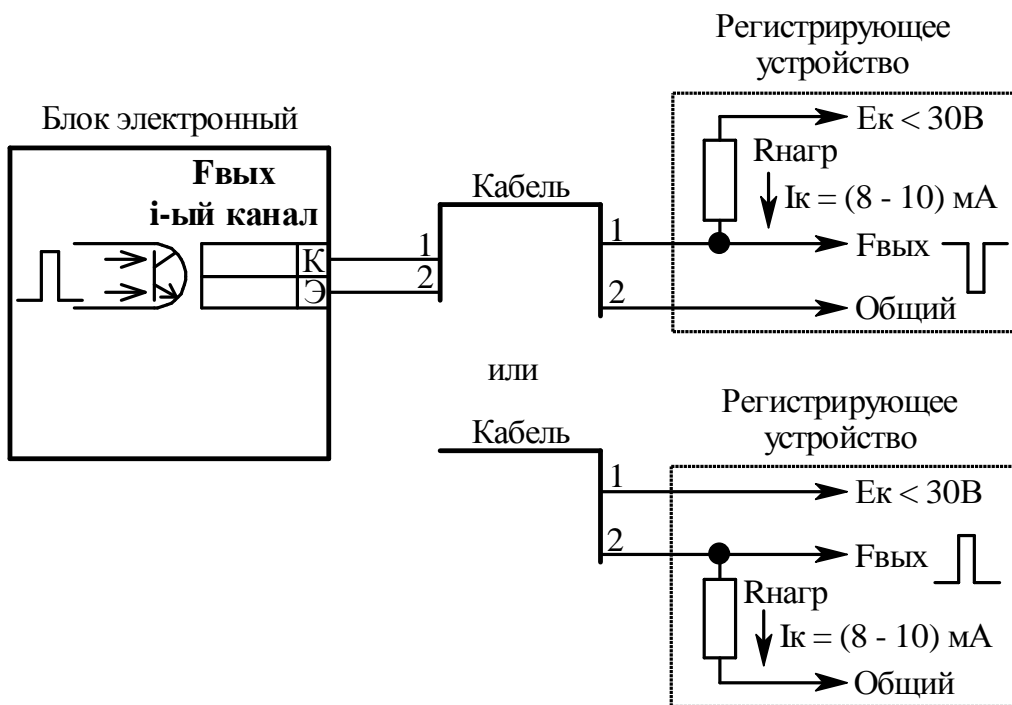 Регистрирующее
устройство
Блок электронный
Ек < 30В
Fвых
i-ый канал
Rнагр
Кабель
Iк = (8 - 10) мА
К
Э
1
2
1
Fвых
2
Общий
или
Регистрирующее
устройство
Кабель
1
Ек < 30В
2
Fвых
Rнагр
Iк = (8 - 10) мА
Общий